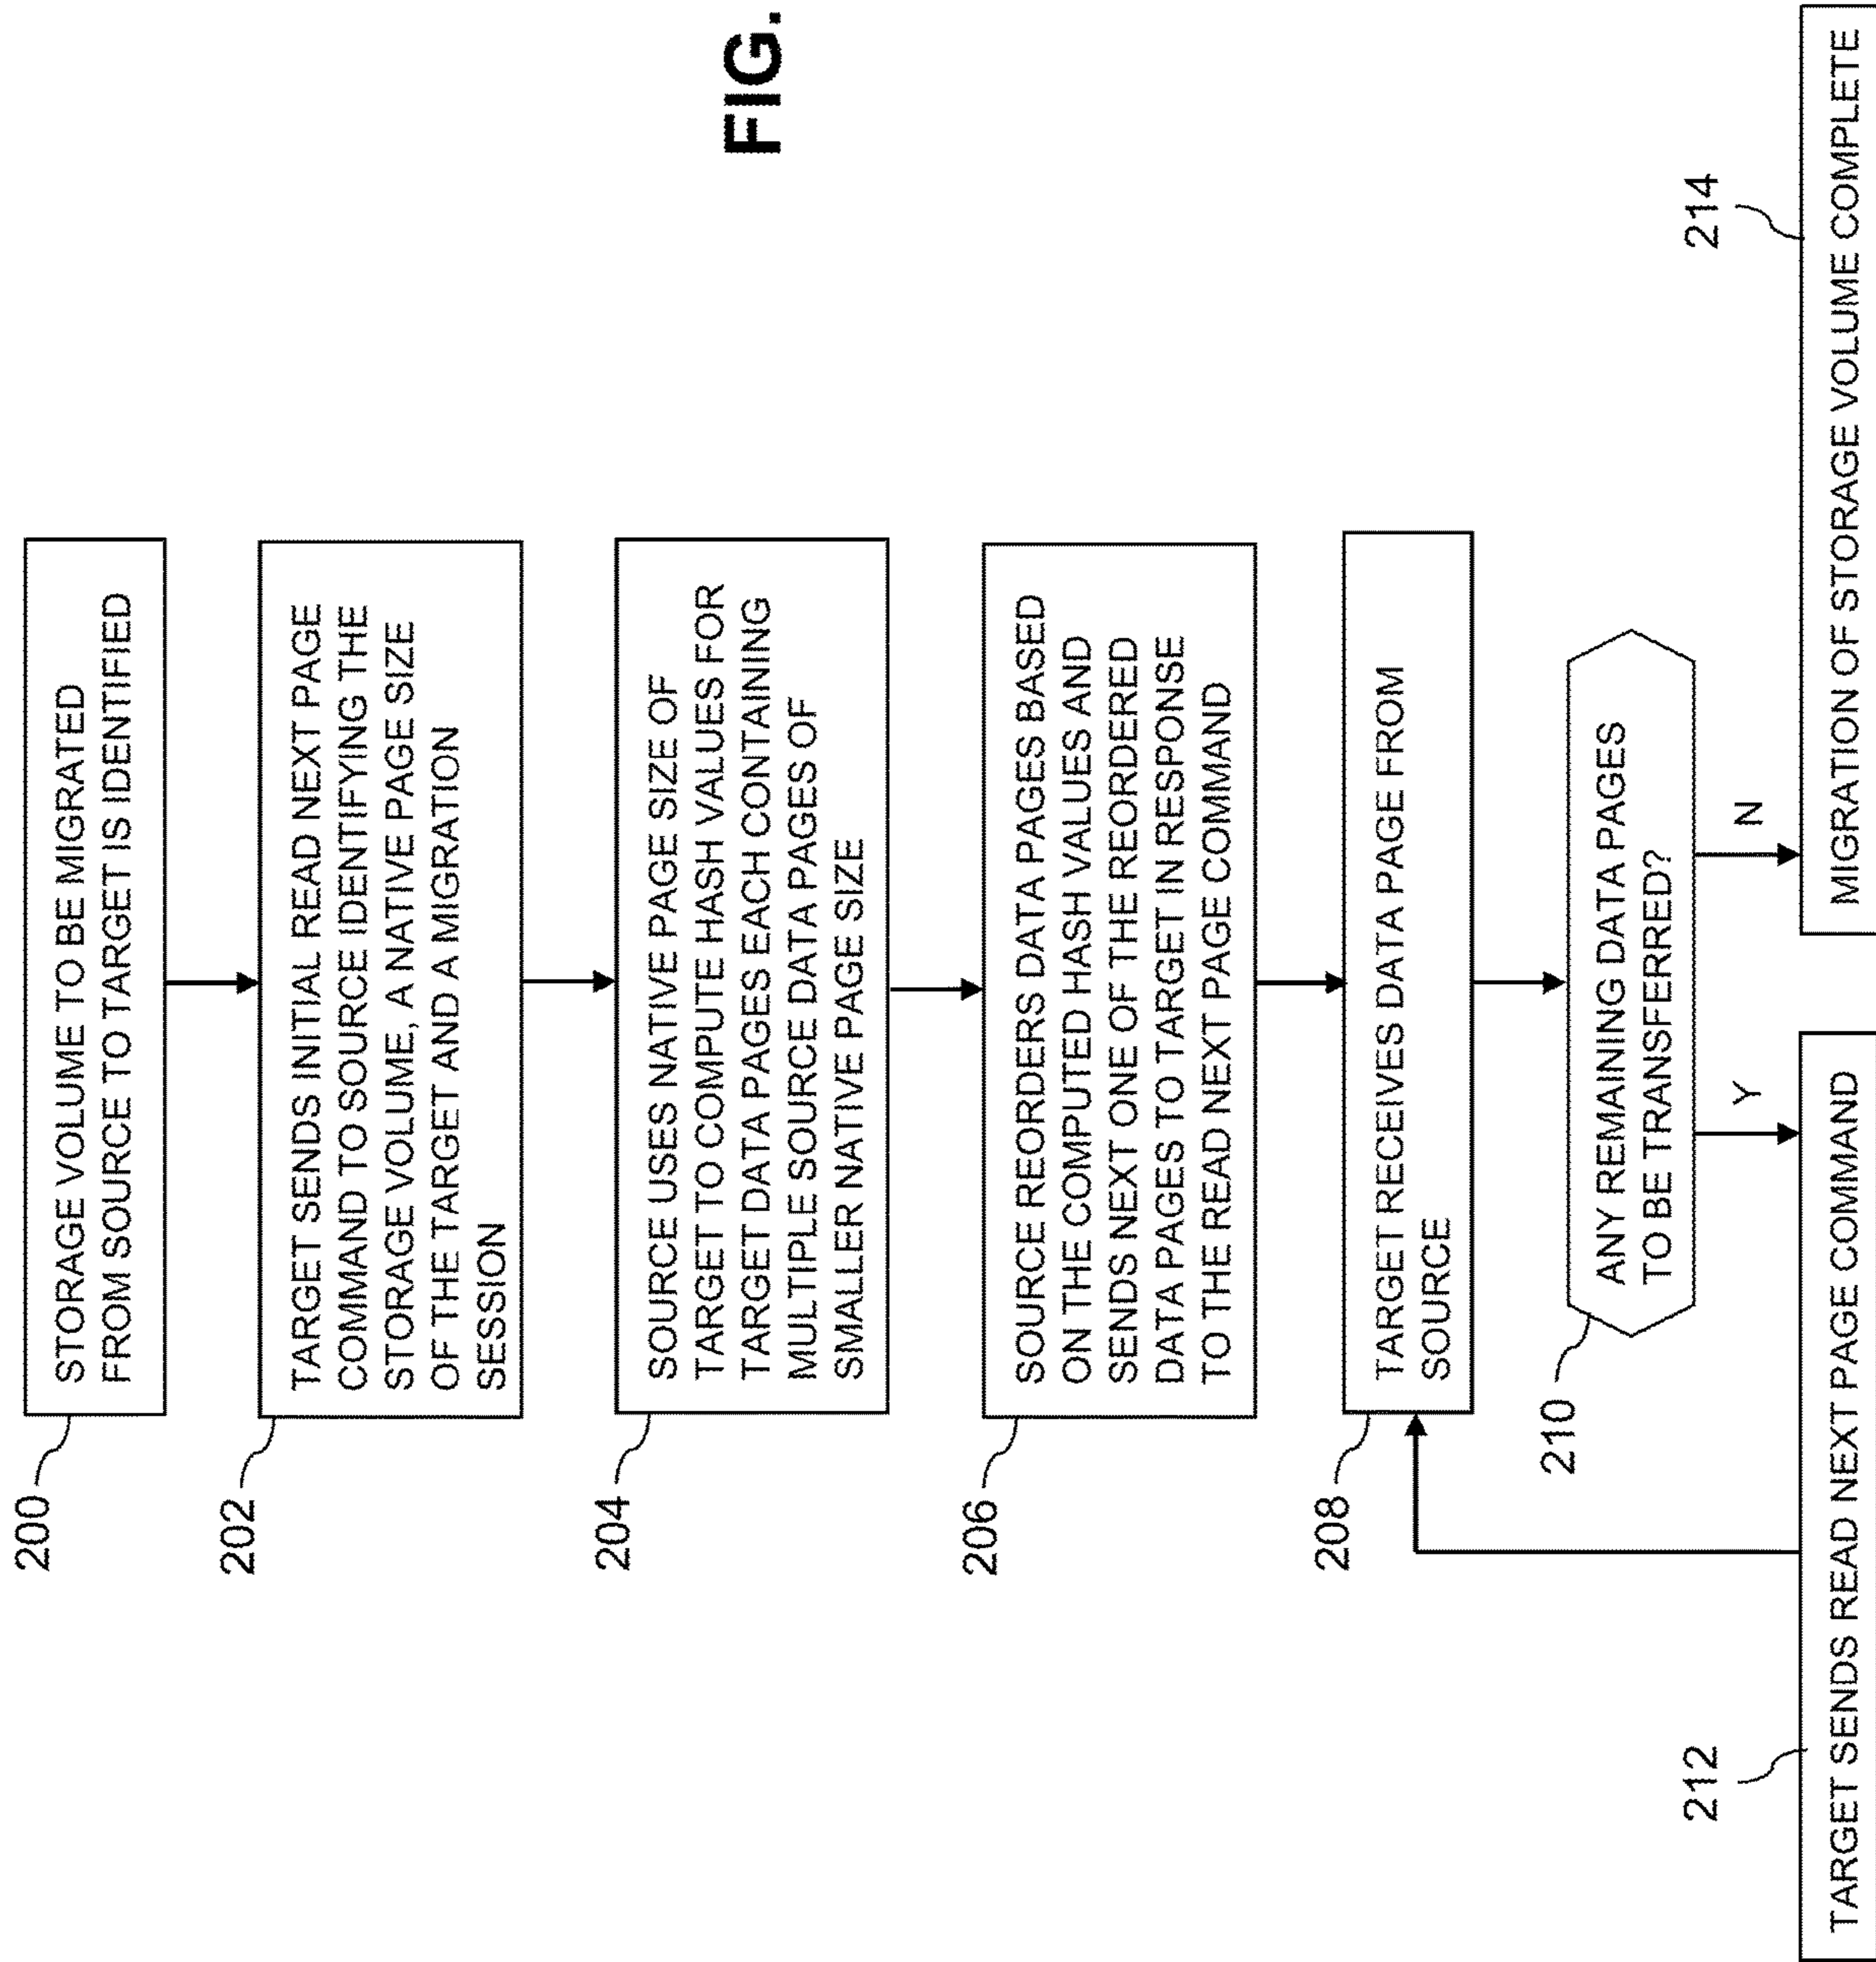 200
STORAGE VOLUME TO BE MIGRATED
FROM SOURCE TO TARGET IS IDENTIFIED
202
TARGET SENDS INITIAL READ NEXT PAGE
COMMAND TO SOURCE IDENTIFYING THE
STORAGE VOLUME, A NATIVE PAGE SIZE
OF THE TARGET AND A MIGRATION
SESSION
204
SOURCE USES NATIVE PAGE SIZE OF
TARGET TO COMPUTE HASH VALUES FOR
TARGET DATA PAGES EACH CONTAINING
MULTIPLE SOURCE DATA PAGES OF
SMALLER NATIVE PAGE SIZE
206
SOURCE REORDERS DATA PAGES BASED
ON THE COMPUTED HASH VALUES AND
SENDS NEXT ONE OF THE REORDERED
DATA PAGES TO TARGET IN RESPONSE
TO THE READ NEXT PAGE COMMAND
FIG.
208
TARGET RECEIVES DATA PAGE FROM
SOURCE
210
ANY REMAINING DATA PAGES
TO BE TRANSFERRED?
212
Y
N
214
TARGET SENDS READ NEXT PAGE COMMAND
MIGRATION OF STORAGE VOLUME COMPLETE